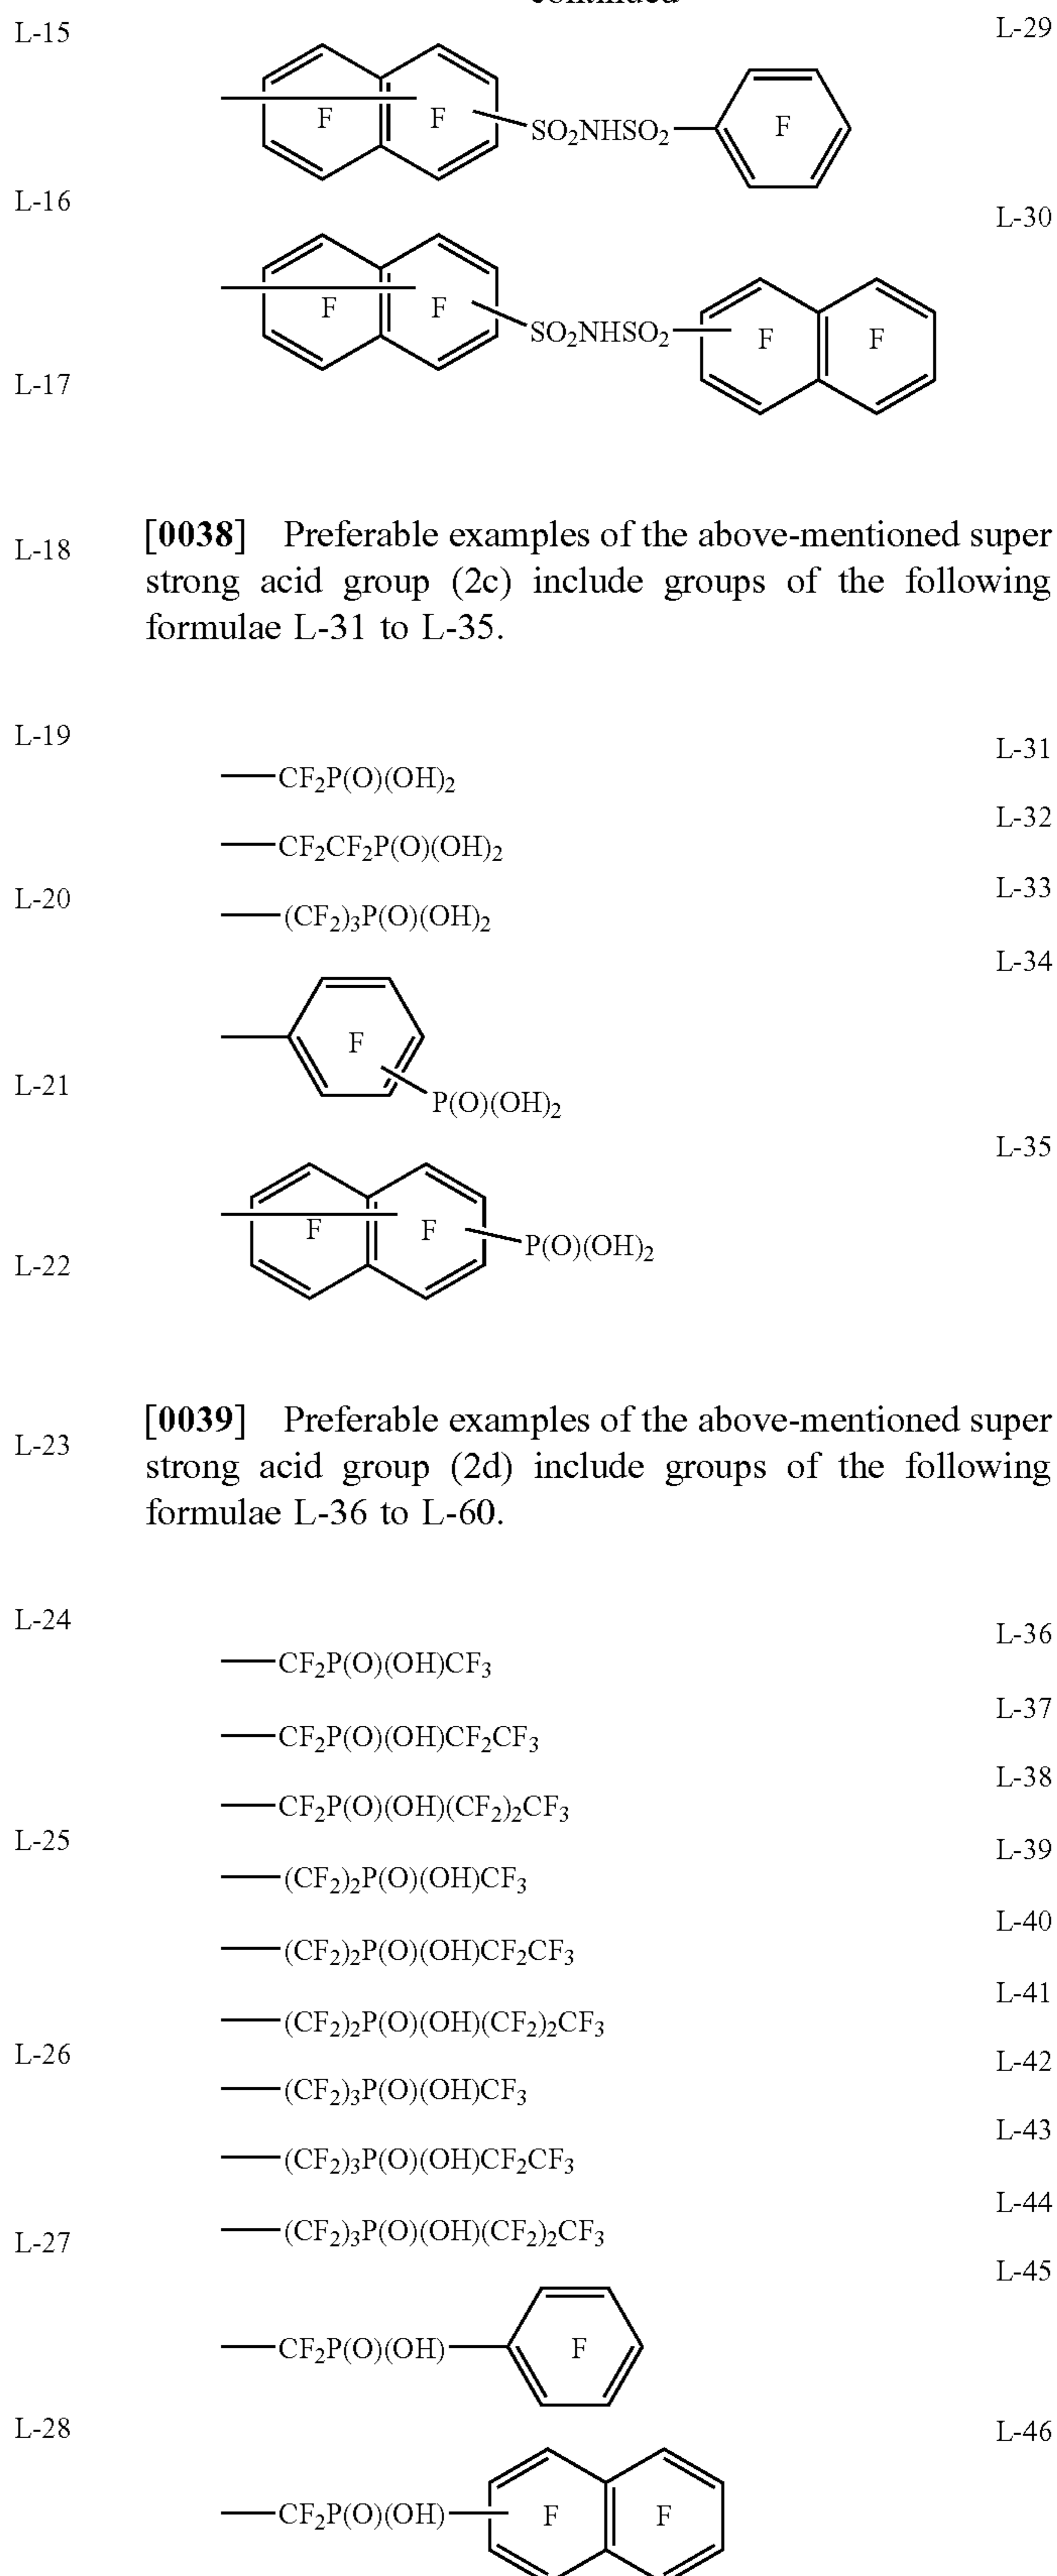 continued
L-15
L-16
L-17
L-18
L-19
L-20
L-21
L-22
L-23
L-24
L-25
L-26
L-27
L-28
L-29
F F SO2NHSO2 F
L-30
F F SO2NHSO2 F F
[0038] Preferable examples of the above-mentioned super
strong acid group (2c) include groups of the following
formulae L-31 to L-35.
L-31
—CF2P(O)(OH)2
L-32
—CF2CF2P(O)(OH)2
L-33
—(CF2)3P(O)(OH)2
L-34
F
P(O)(OH)2
L-35
F F P(O)(OH)2
[0039] Preferable examples of the above-mentioned super
strong acid group (2d) include groups of the following
formulae L-36 to L-60.
L-36
—CF2P(O)(OH)CF3
L-37
—CF2P(O)(OH)CF2CF3
L-38
—CF2P(O)(OH)(CF2)2CF3
L-39
—(CF2)2P(O)(OH)CF3
L-40
—(CF2)2P(O)(OH)CF2CF3
L-41
—(CF2)2P(O)(OH)(CF2)2CF3
L-42
—(CF2)3P(O)(OH)CF3
L-43
—(CF2)3P(O)(OH)CF2CF3
L-44
—(CF2)3P(O)(OH)(CF2)2CF3
L-45
—CF2P(O)(OH)— F
L-46
—CF2P(O)(OH)— F F